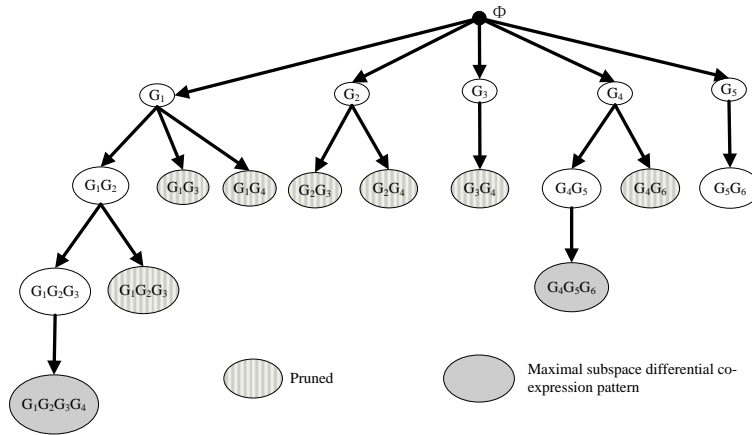 Φ
G₁
G₂
G₃
G₄
G₅
G₁G₂
G₁G₃
G₁G₄
G₂G₃
G₂G₄
G₃G₄
G₄G₅
G₄G₆
G₅G₆
G₁G₂G₃
G₁G₂G₃
G₄G₅G₆
G₁G₂G₃G₄
Pruned
Maximal subspace differential co-
expression pattern